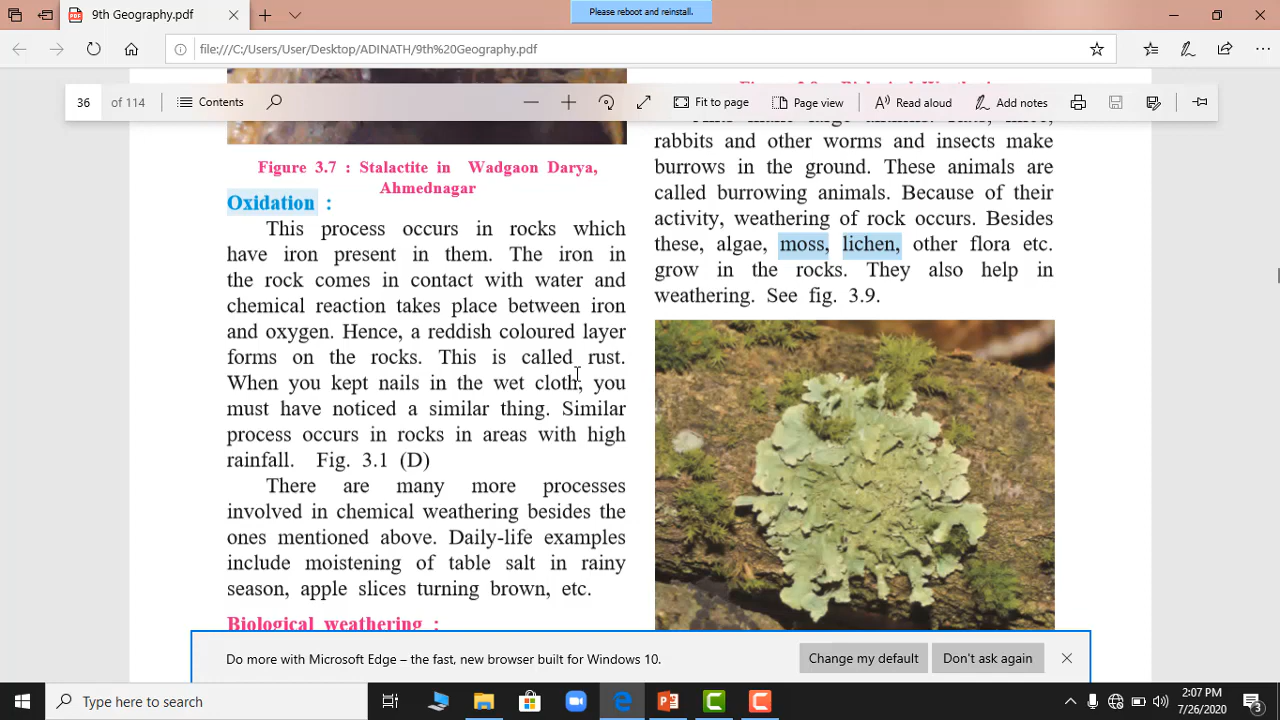 9th Geography.pdf
Please reboot and reinstall.
file:///C:/Users/User/Desktop/ADINATH/9th%20Geography.pdf
36 of 114 Contents Fit to page Page view Read aloud Add notes
Figure 3.7 : Stalactite in Wadgaon Darya,
Ahmednagar
Oxidation :
This process occurs in rocks which
have iron present in them. The iron in
the rock comes in contact with water and
chemical reaction takes place between iron
and oxygen. Hence, a reddish coloured layer
forms on the rocks. This is called rust.
When you kept nails in the wet cloth, you
must have noticed a similar thing. Similar
process occurs in rocks in areas with high
rainfall. Fig. 3.1 (D)
There are many more processes
involved in chemical weathering besides the
ones mentioned above. Daily-life examples
include moistening of table salt in rainy
season, apple slices turning brown, etc.
Biological weathering :
rabbits and other worms and insects make
burrows in the ground. These animals are
called burrowing animals. Because of their
activity, weathering of rock occurs. Besides
these, algae, moss, lichen, other flora etc.
grow in the rocks. They also help in
weathering. See fig. 3.9.
Do more with Microsoft Edge – the fast, new browser built for Windows 10.
Change my default
Don't ask again
Type here to search
2:07 PM
7/26/2020
3